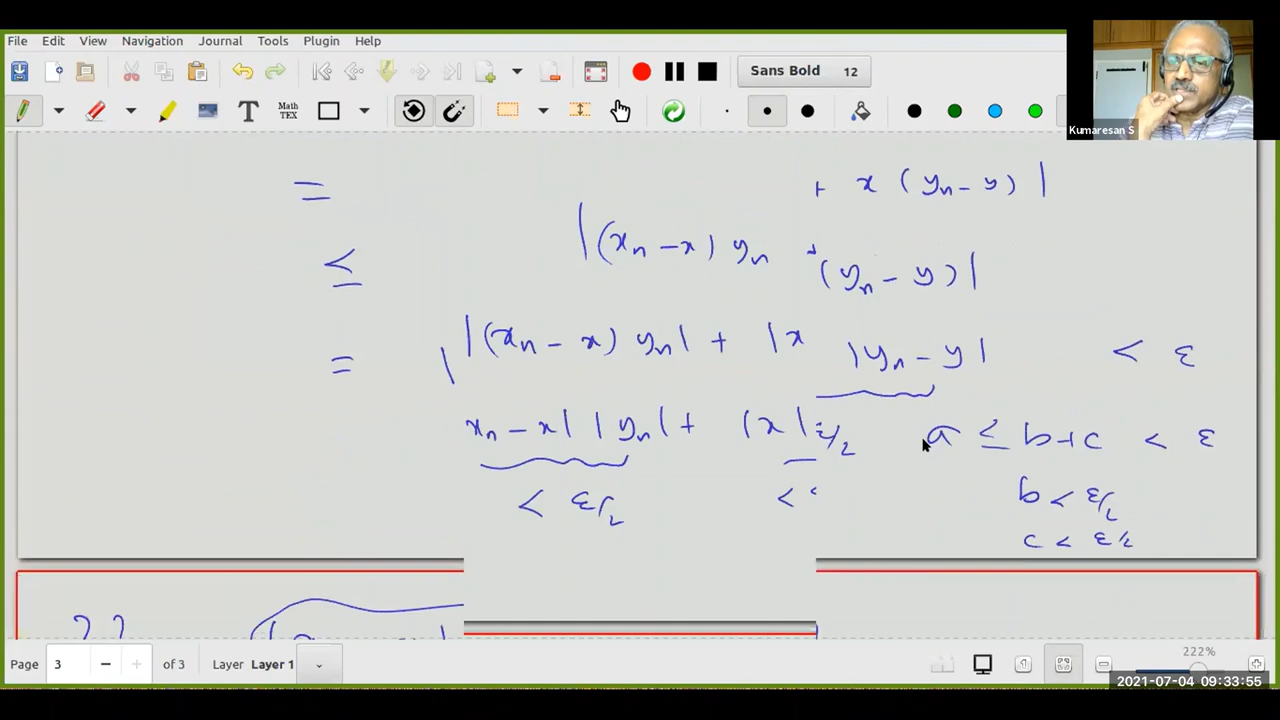 File Edit View Navigation Journal Tools Plugin Help
Sans Bold 12
T Math TEX
Kumaresan S
= + x (yn - y) |
≤ |(xn - x) yn + (yn - y)|
= | |(xn - x) yn| + |x |yn - y| < ε
xn - x| |yn| + |x| ε/2 a ≤ b+c < ε
< ε/2 < b < ε/2
c < ε/2
??
Page 3 of 3 Layer Layer 1 222%
2021-07-04 09:33:55